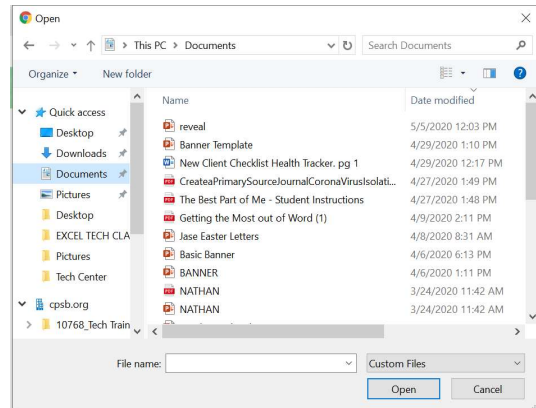 Open
This PC > Documents
Search Documents
Organize
New folder
Name
Date modified
Quick access
Desktop
Downloads
Documents
Pictures
Desktop
EXCEL TECH CLA
Pictures
Tech Center
cpsb.org
10768_Tech Train
reveal 5/5/2020 12:03 PM
Banner Template 4/29/2020 1:10 PM
New Client Checklist Health Tracker. pg 1 4/29/2020 12:17 PM
CreateaPrimarySourceJournalCoronaVirusIsolati... 4/27/2020 1:49 PM
The Best Part of Me - Student Instructions 4/27/2020 1:48 PM
Getting the Most out of Word (1) 4/9/2020 2:11 PM
Jase Easter Letters 4/8/2020 8:31 AM
Basic Banner 4/6/2020 6:13 PM
BANNER 4/6/2020 1:11 PM
NATHAN 3/24/2020 11:42 AM
NATHAN 3/24/2020 11:42 AM
File name:
Custom Files
Open
Cancel